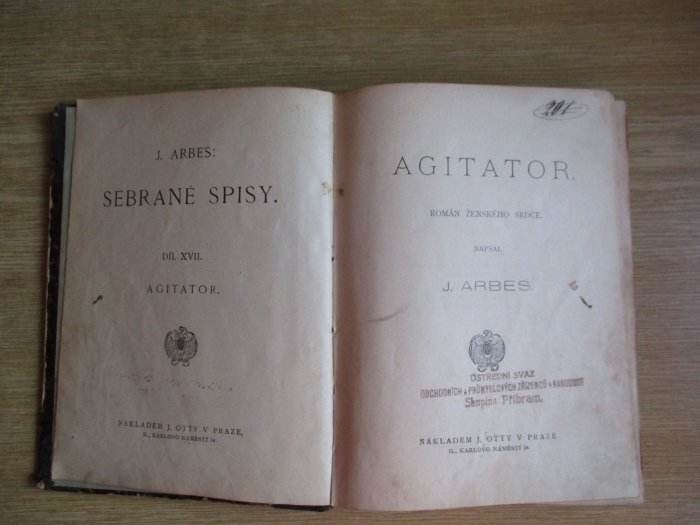 J. ARBES:
SEBRANÉ SPISY.
DÍL XVII.
AGITATOR.
NÁKLADEM J. OTTY V PRAZE,
II., KARLOVO NÁMĚSTÍ 34.
201
AGITATOR.
ROMÁN ŽENSKÉHO SRDCE.
NAPSAL
J. ARBES.
ÚSTŘEDNÍ SVAZ
OBCHODNÍCH a PRŮMYSLOVÝCH ZŘÍZENCŮ v RAKOUSKU
Skupina Příbram.
NÁKLADEM J. OTTY V PRAZE
II., KARLOVO NÁMĚSTÍ 34